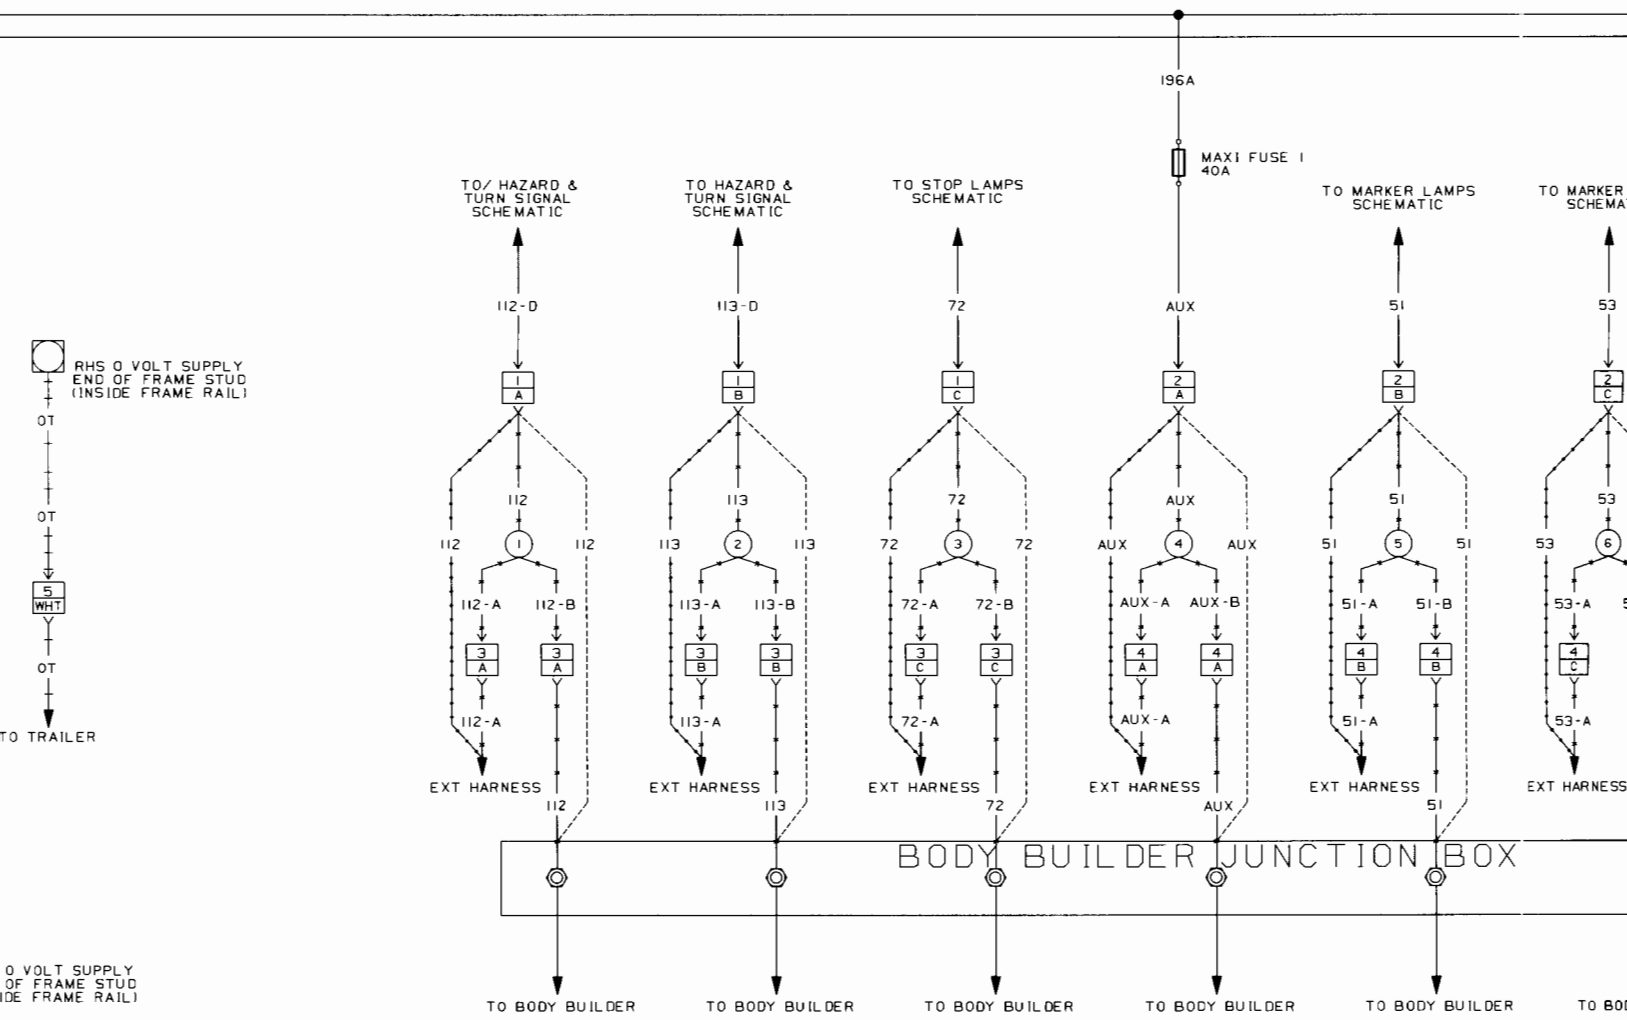 196A
MAXI FUSE 1
40A
TO/ HAZARD &
TURN SIGNAL
SCHEMATIC
TO HAZARD &
TURN SIGNAL
SCHEMATIC
TO STOP LAMPS
SCHEMATIC
TO MARKER LAMPS
SCHEMATIC
TO MARKER
SCHEMA
112-D
113-D
72
AUX
51
53
RHS 0 VOLT SUPPLY
END OF FRAME STUD
(INSIDE FRAME RAIL)
1
A
1
B
1
C
2
A
2
B
2
C
OT
112
113
72
AUX
51
53
OT
112
1
112
113
2
113
72
3
72
AUX
4
AUX
51
5
51
53
6
5
WHT
112-A
112-B
113-A
113-B
72-A
72-B
AUX-A
AUX-B
51-A
51-B
53-A
3
A
3
A
3
B
3
B
3
C
3
C
4
A
4
A
4
B
4
B
4
C
OT
112-A
113-A
72-A
AUX-A
51-A
53-A
TO TRAILER
EXT HARNESS
EXT HARNESS
EXT HARNESS
EXT HARNESS
EXT HARNESS
EXT HARNESS
112
113
72
AUX
51
BODY BUILDER JUNCTION BOX
0 VOLT SUPPLY
OF FRAME STUD
IDE FRAME RAIL)
TO BODY BUILDER
TO BODY BUILDER
TO BODY BUILDER
TO BODY BUILDER
TO BODY BUILDER
TO BOD